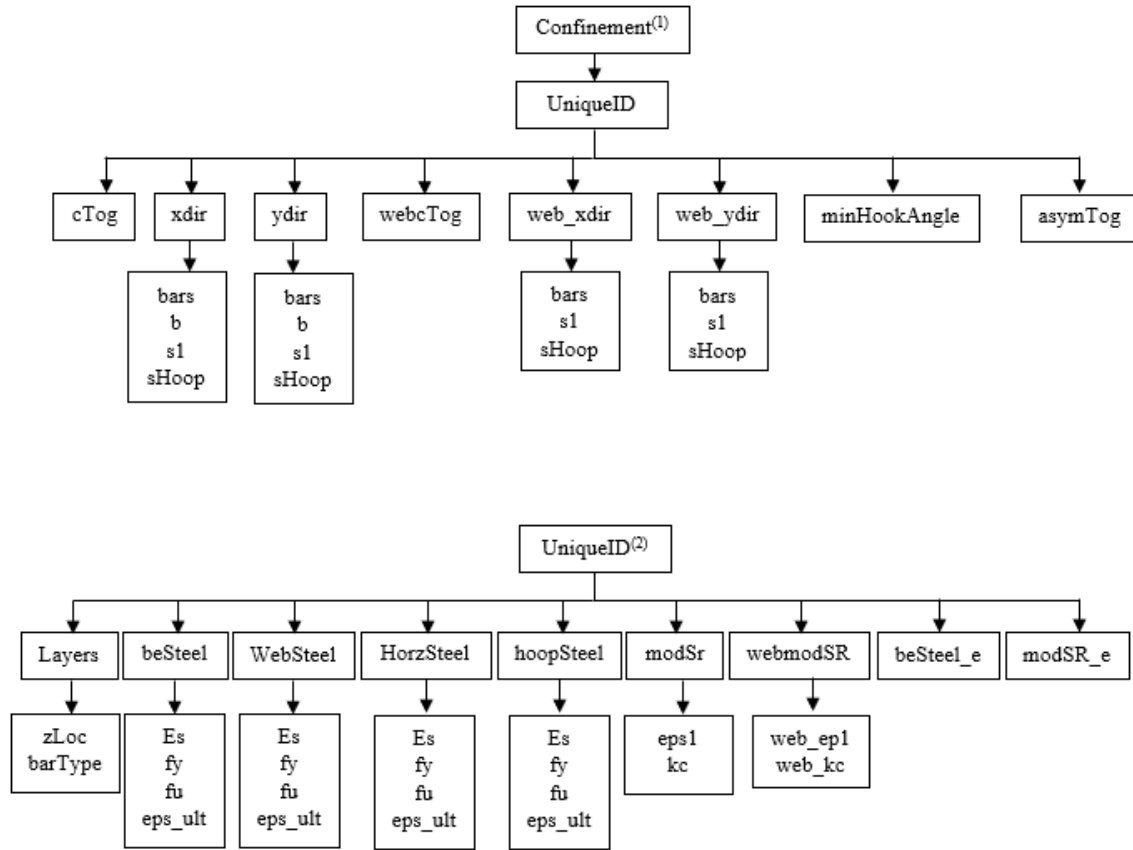 Confinement(1)
UniqueID
cTog
xdir
ydir
webcTog
web_xdir
web_ydir
minHookAngle
asymTog
bars
b
s1
sHoop
bars
b
s1
sHoop
bars
s1
sHoop
bars
s1
sHoop
UniqueID(2)
Layers
beSteel
WebSteel
HorzSteel
hoopSteel
modSr
webmodSR
beSteel_e
modSR_e
zLoc
barType
Es
fy
fu
eps_ult
Es
fy
fu
eps_ult
Es
fy
fu
eps_ult
Es
fy
fu
eps_ult
eps1
kc
web_ep1
web_kc